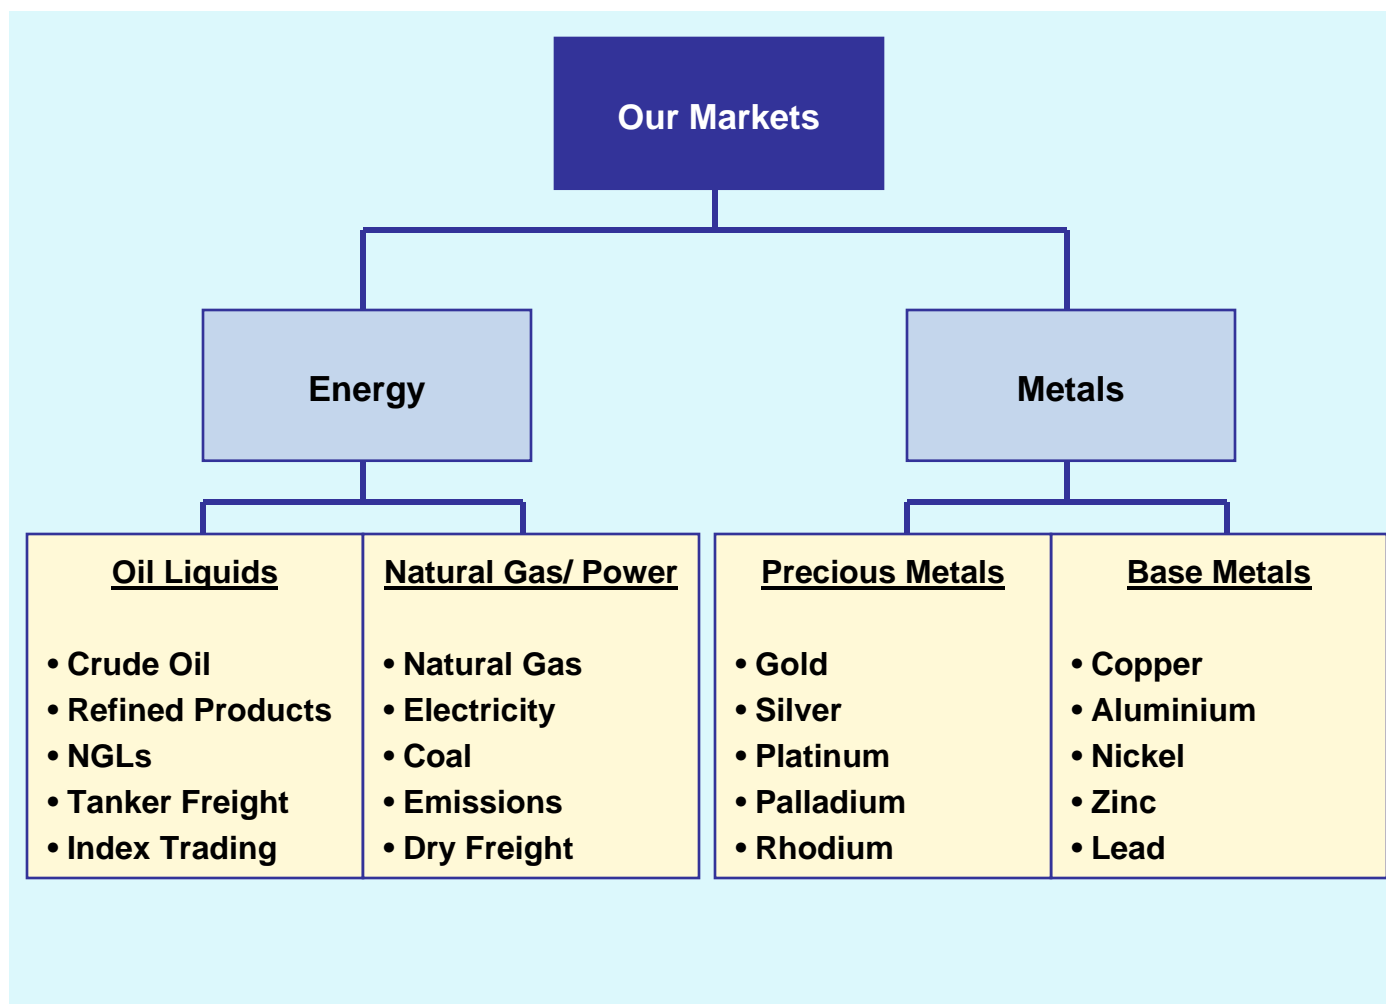 Our Markets
Energy
Metals
Oil Liquids
• Crude Oil
• Refined Products
• NGLs
• Tanker Freight
• Index Trading
Natural Gas/ Power
• Natural Gas
• Electricity
• Coal
• Emissions
• Dry Freight
Precious Metals
• Gold
• Silver
• Platinum
• Palladium
• Rhodium
Base Metals
• Copper
• Aluminium
• Nickel
• Zinc
• Lead